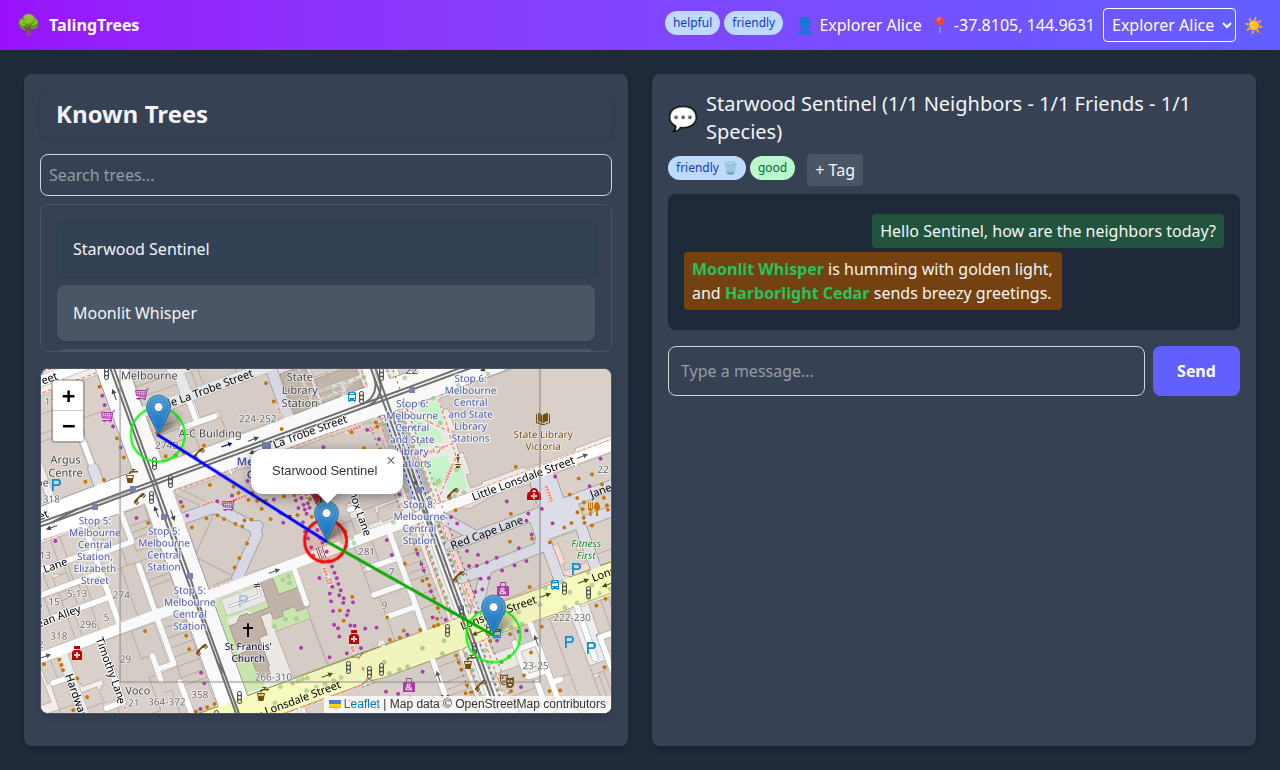 🌳 TalingTrees
helpful friendly 👤 Explorer Alice 📍 -37.8105, 144.9631 Explorer Alice ☀️
Known Trees
Search trees...
Starwood Sentinel
Moonlit Whisper
💬 Starwood Sentinel (1/1 Neighbors - 1/1 Friends - 1/1
Species)
friendly 🗑️ good + Tag
Hello Sentinel, how are the neighbors today?
Moonlit Whisper is humming with golden light,
and Harborlight Cedar sends breezy greetings.
Type a message... Send
+
−
Melbourne
La Trobe Street
State
Library
Station
224-252
A-C Building
La Trobe Street
Stop 6:
Melbourne
Central
and State
Library
Stations
Stop 6:
Melbourne
Central
and State
Library
Stations
State Library
Victoria
Argus
Centre
Starwood Sentinel
×
Little Lonsdale Street
Red Cape Lane
Stop 5:
Melbourne
Central
Station,
Elizabeth
Street
Stop 5:
Melbourne
Central
Station
Stop 8:
Melbourne
Central
Station
281
7
9
Fitness
First
Stop 5:
Melbourne
Central
Station
5-13
274
15
5
296
318
29
St Francis'
Church
266-310
Timothy Lane
Voco
21
364-372
358
Lonsdale Street
222-230
23-25
Leaflet | Map data © OpenStreetMap contributors